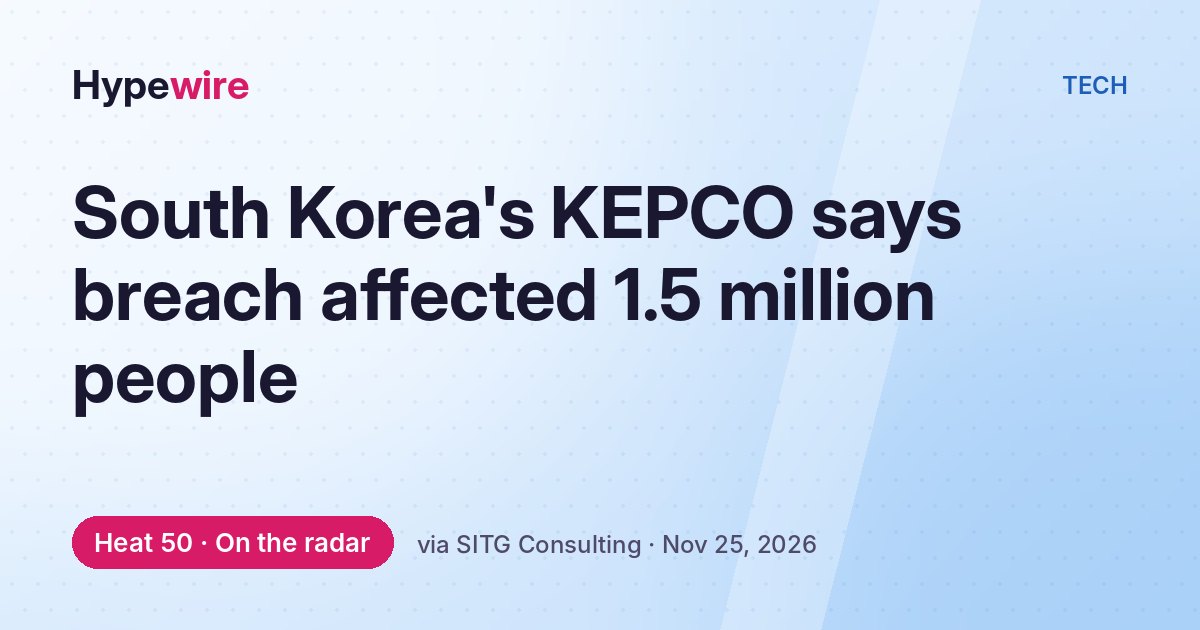 Hypewire
TECH
South Korea's KEPCO says
breach affected 1.5 million
people
Heat 50 · On the radar
via SITG Consulting · Nov 25, 2026